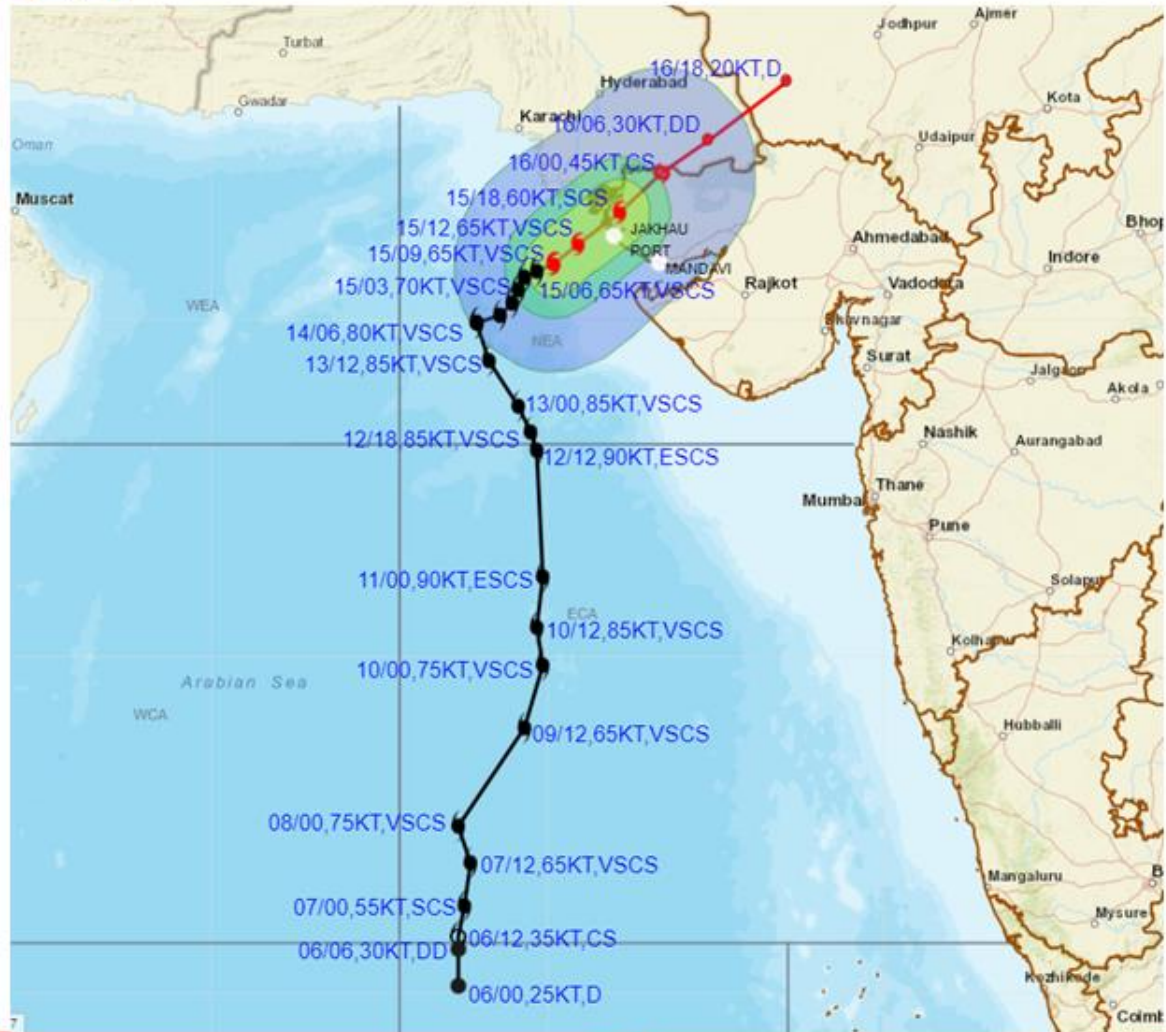 Ajmer
Jodhpur
Turbat
16/18,20KT,D
Hyderabad
Gwadar
Kota
Karachi
16/06,30KT,DD
Udaipur
Oman
16/00,45KT,CS
Muscat
15/18,60KT,SCS
15/12,65KT,VSCS
JAKHAU
PORT
Ahmedabad
Bhop
15/09,65KT,VSCS
MANDAVI
Indore
15/03,70KT,VSCS
15/06,65KT,VSCS
Rajkot
Vadodara
WEA
14/06,80KT,VSCS
NEA
Bhavnagar
13/12,85KT,VSCS
Surat
Jalgaon
Akola
13/00,85KT,VSCS
12/18,85KT,VSCS
Nashik
Aurangabad
12/12,90KT,ESCS
Thane
Mumbai
Pune
11/00,90KT,ESCS
Solapur
ECA
10/12,85KT,VSCS
Kolhapur
10/00,75KT,VSCS
Arabian Sea
WCA
Hubballi
09/12,65KT,VSCS
08/00,75KT,VSCS
07/12,65KT,VSCS
Mangaluru
B
07/00,55KT,SCS
Mysure
06/12,35KT,CS
06/06,30KT,DD
Kozhikode
06/00,25KT,D
Coimb
7